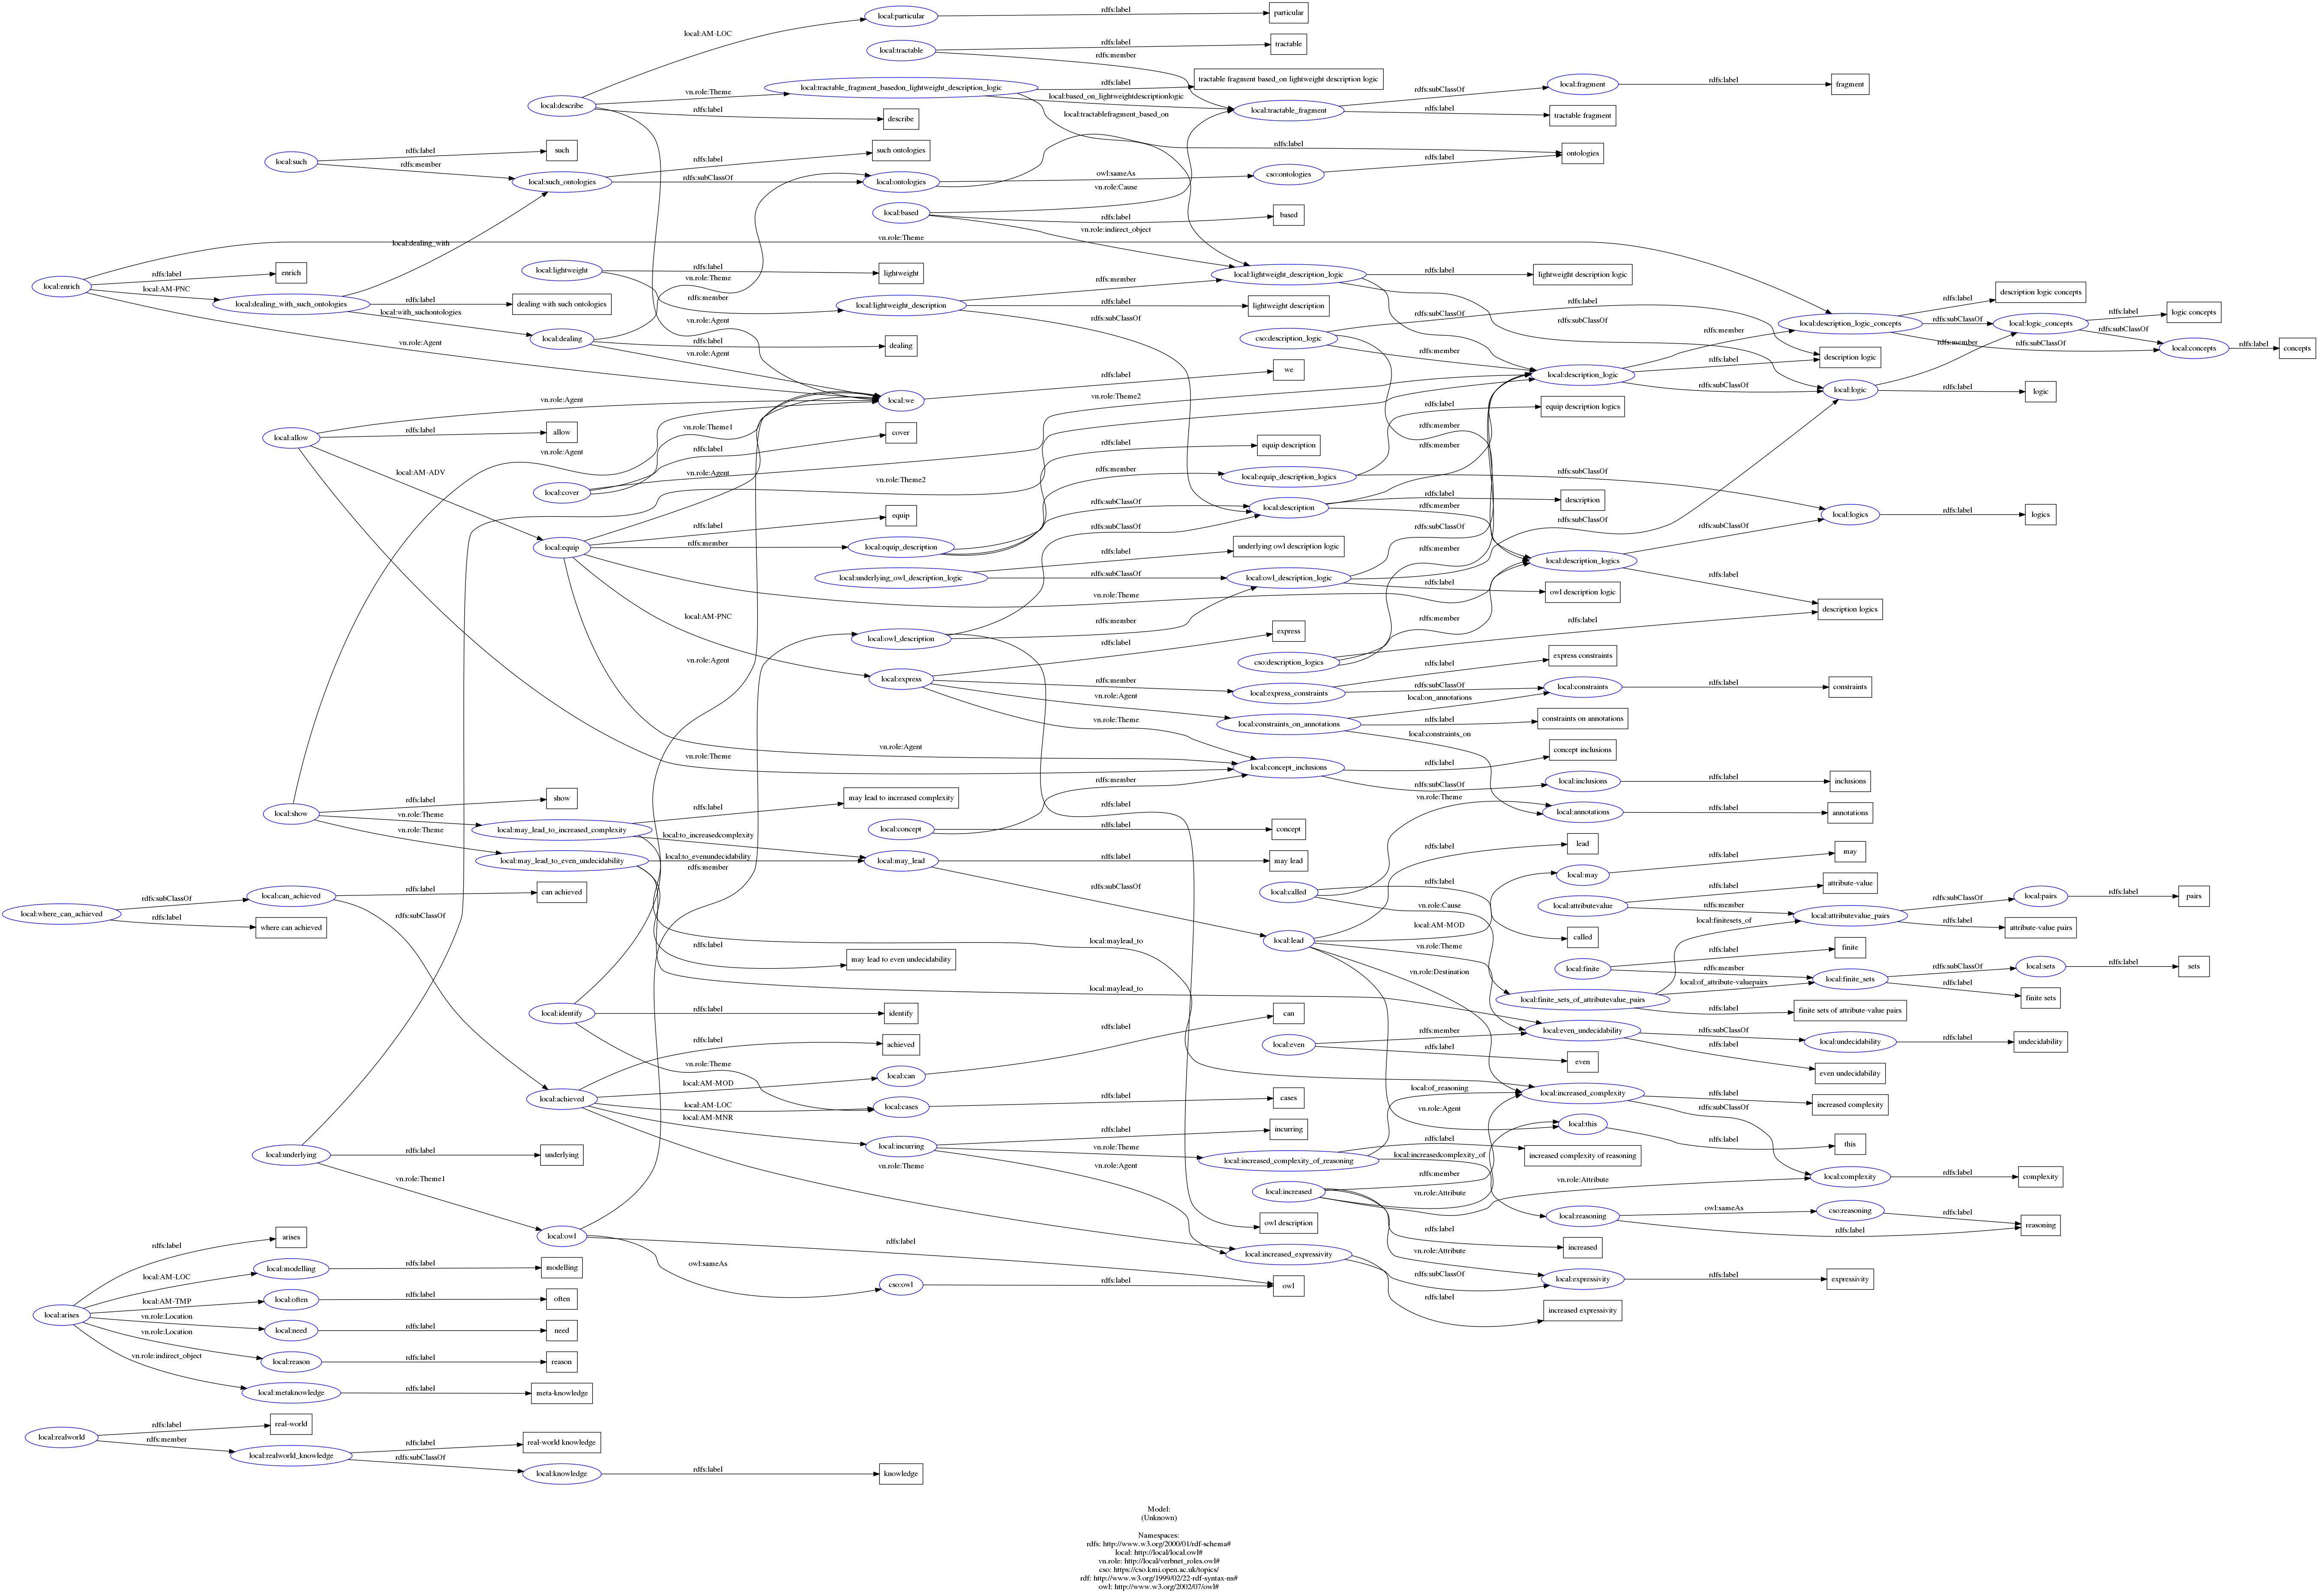 local:particular
rdfs:label
particular
local:AM-LOC
local:tractable
rdfs:label
tractable
rdfs:member
local:describe
vn.role:Theme
local:tractable_fragment_basedon_lightweight_description_logic
rdfs:label
tractable fragment based_on lightweight description logic
local:based_on_lightweightdescriptionlogic
local:tractablefragment_based_on
rdfs:label
describe
local:tractable_fragment
rdfs:subClassOf
local:fragment
rdfs:label
fragment
rdfs:label
tractable fragment
local:such
rdfs:label
such
rdfs:member
local:such_ontologies
rdfs:label
such ontologies
rdfs:subClassOf
local:ontologies
rdfs:label
owl:sameAs
cso:ontologies
rdfs:label
ontologies
vn.role:Cause
local:based
rdfs:label
based
vn.role:indirect_object
local:dealing_with
vn.role:Theme
local:enrich
rdfs:label
enrich
local:AM-PNC
local:dealing_with_such_ontologies
rdfs:label
dealing with such ontologies
local:with_suchontologies
vn.role:Agent
local:lightweight
rdfs:label
lightweight
vn.role:Theme
rdfs:member
local:lightweight_description
rdfs:member
local:lightweight_description_logic
rdfs:label
lightweight description logic
rdfs:label
lightweight description
rdfs:subClassOf
vn.role:Agent
local:dealing
rdfs:label
dealing
vn.role:Agent
rdfs:label
rdfs:subClassOf
rdfs:subClassOf
cso:description_logic
rdfs:member
local:description_logic
rdfs:member
rdfs:label
description logic
rdfs:subClassOf
local:description_logic_concepts
rdfs:label
description logic concepts
rdfs:subClassOf
local:logic_concepts
rdfs:label
logic concepts
rdfs:subClassOf
rdfs:member
rdfs:subClassOf
local:concepts
rdfs:label
concepts
local:logic
rdfs:label
logic
local:we
rdfs:label
we
vn.role:Agent
local:allow
rdfs:label
allow
vn.role:Agent
local:AM-ADV
vn.role:Theme1
rdfs:label
cover
vn.role:Theme2
local:cover
vn.role:Agent
vn.role:Theme2
rdfs:label
equip description
rdfs:label
equip description logics
rdfs:member
rdfs:member
rdfs:member
local:equip_description_logics
rdfs:subClassOf
rdfs:subClassOf
local:description
rdfs:label
description
rdfs:member
local:logics
rdfs:label
logics
rdfs:subClassOf
rdfs:subClassOf
local:equip
rdfs:label
equip
rdfs:member
local:equip_description
rdfs:subClassOf
rdfs:label
underlying owl description logic
local:underlying_owl_description_logic
rdfs:subClassOf
local:owl_description_logic
rdfs:subClassOf
rdfs:member
rdfs:label
owl description logic
local:description_logics
rdfs:label
description logics
vn.role:Theme
local:AM-PNC
local:owl_description
rdfs:member
rdfs:member
rdfs:label
cso:description_logics
vn.role:Agent
local:express
rdfs:label
express
rdfs:member
local:express_constraints
rdfs:label
express constraints
rdfs:subClassOf
local:constraints
rdfs:label
constraints
vn.role:Agent
local:constraints_on_annotations
local:on_annotations
rdfs:label
constraints on annotations
local:constraints_on
vn.role:Theme
vn.role:Agent
vn.role:Theme
local:concept_inclusions
rdfs:label
concept inclusions
rdfs:subClassOf
local:inclusions
rdfs:label
inclusions
rdfs:member
vn.role:Theme
local:annotations
rdfs:label
annotations
local:show
rdfs:label
show
vn.role:Theme
vn.role:Theme
local:may_lead_to_increased_complexity
rdfs:label
may lead to increased complexity
local:to_increasedcomplexity
local:may_lead_to_even_undecidability
local:to_evenundecidability
rdfs:member
local:concept
rdfs:label
concept
rdfs:label
local:may_lead
rdfs:label
may lead
rdfs:subClassOf
rdfs:label
lead
local:may
rdfs:label
may
local:called
rdfs:label
called
vn.role:Cause
local:where_can_achieved
rdfs:subClassOf
rdfs:label
where can achieved
local:can_achieved
rdfs:label
can achieved
rdfs:subClassOf
local:attributevalue
rdfs:label
attribute-value
rdfs:member
local:attributevalue_pairs
rdfs:subClassOf
local:pairs
rdfs:label
pairs
rdfs:label
attribute-value pairs
local:finitesets_of
local:lead
local:AM-MOD
vn.role:Theme
vn.role:Destination
local:maylead_to
rdfs:label
may lead to even undecidability
local:maylead_to
local:finite
rdfs:label
finite
rdfs:member
local:finite_sets
rdfs:subClassOf
local:sets
rdfs:label
sets
rdfs:label
finite sets
local:of_attribute-valuepairs
local:finite_sets_of_attributevalue_pairs
rdfs:label
finite sets of attribute-value pairs
local:identify
rdfs:label
identify
vn.role:Theme
rdfs:label
achieved
rdfs:label
can
local:even
rdfs:member
rdfs:label
even
local:even_undecidability
rdfs:subClassOf
local:undecidability
rdfs:label
undecidability
rdfs:label
even undecidability
local:achieved
local:AM-MOD
local:can
local:AM-LOC
local:cases
rdfs:label
cases
local:AM-MNR
vn.role:Theme
local:of_reasoning
local:increased_complexity
rdfs:label
increased complexity
rdfs:subClassOf
vn.role:Agent
local:this
rdfs:label
this
local:incurring
rdfs:label
incurring
vn.role:Theme
vn.role:Agent
local:increased_complexity_of_reasoning
rdfs:label
increased complexity of reasoning
local:increasedcomplexity_of
rdfs:member
local:underlying
rdfs:label
underlying
vn.role:Theme1
local:increased
vn.role:Attribute
vn.role:Attribute
local:complexity
rdfs:label
complexity
local:reasoning
owl:sameAs
cso:reasoning
rdfs:label
rdfs:label
reasoning
owl description
rdfs:label
increased
vn.role:Attribute
local:owl
rdfs:label
owl:sameAs
cso:owl
rdfs:label
owl
local:increased_expressivity
rdfs:subClassOf
rdfs:label
increased expressivity
local:expressivity
rdfs:label
expressivity
rdfs:label
arises
local:AM-LOC
local:modelling
rdfs:label
modelling
local:arises
local:AM-TMP
local:often
rdfs:label
often
vn.role:Location
local:need
rdfs:label
need
vn.role:Location
local:reason
rdfs:label
reason
vn.role:indirect_object
local:metaknowledge
rdfs:label
meta-knowledge
local:realworld
rdfs:label
real-world
rdfs:member
local:realworld_knowledge
rdfs:label
real-world knowledge
rdfs:subClassOf
local:knowledge
rdfs:label
knowledge
Model:
(Unknown)
Namespaces:
rdfs: http://www.w3.org/2000/01/rdf-schema#
local: http://local/local.owl#
vn.role: http://local/verbnet_roles.owl#
cso: https://cso.kmi.open.ac.uk/topics/
rdf: http://www.w3.org/1999/02/22-rdf-syntax-ns#
owl: http://www.w3.org/2002/07/owl#